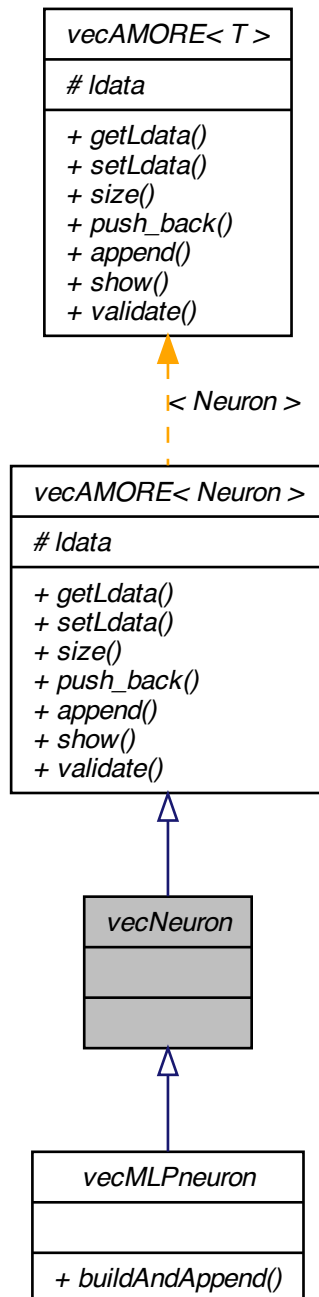 vecAMORE< T >
# ldata
+ getLdata()
+ setLdata()
+ size()
+ push_back()
+ append()
+ show()
+ validate()
< Neuron >
vecAMORE< Neuron >
# ldata
+ getLdata()
+ setLdata()
+ size()
+ push_back()
+ append()
+ show()
+ validate()
vecNeuron
vecMLPneuron
+ buildAndAppend()